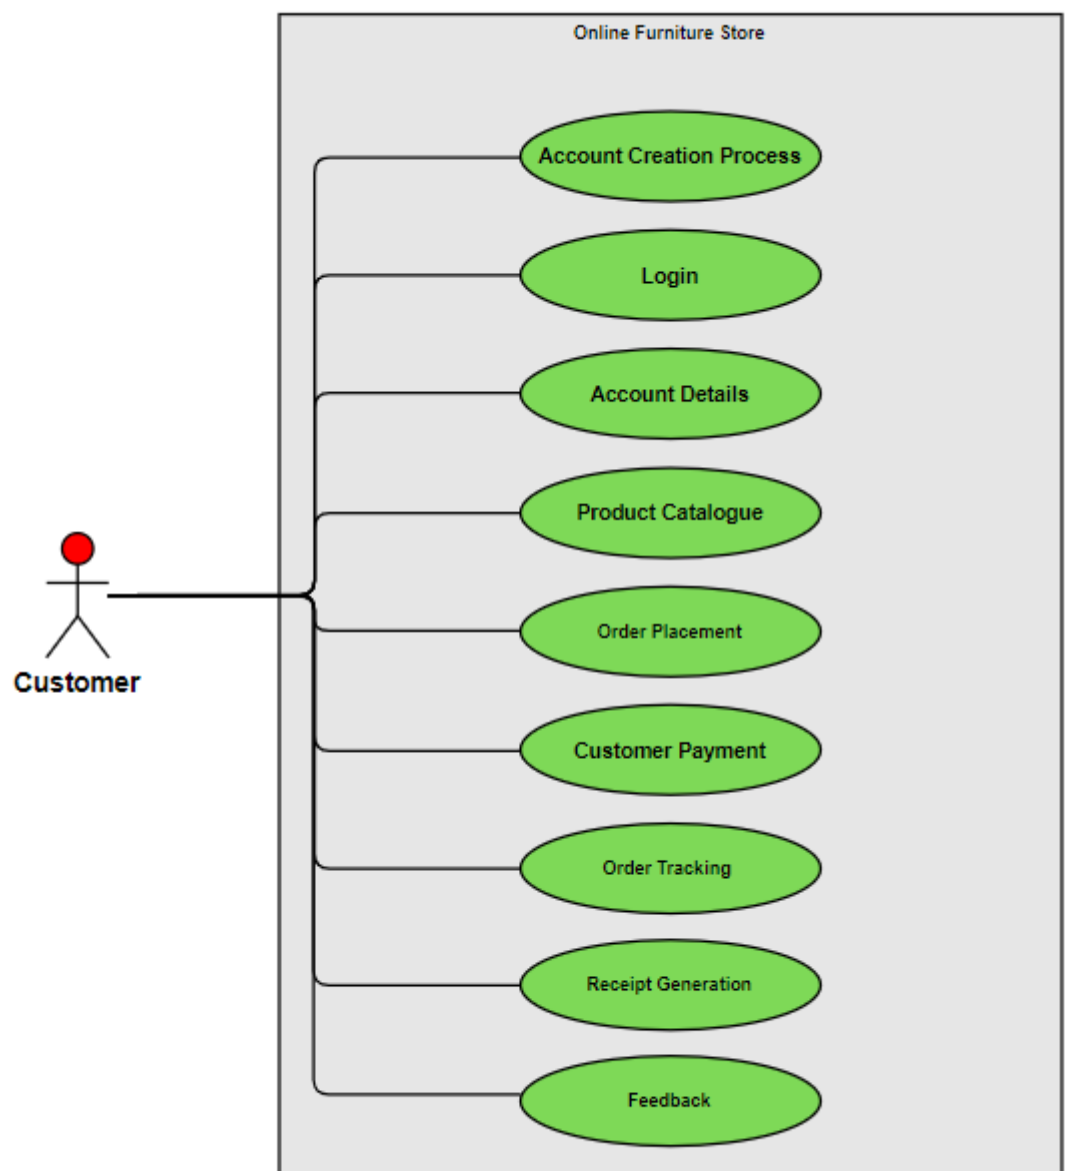 Online Furniture Store
Account Creation Process
Login
Account Details
Product Catalogue
Order Placement
Customer
Customer Payment
Order Tracking
Receipt Generation
Feedback